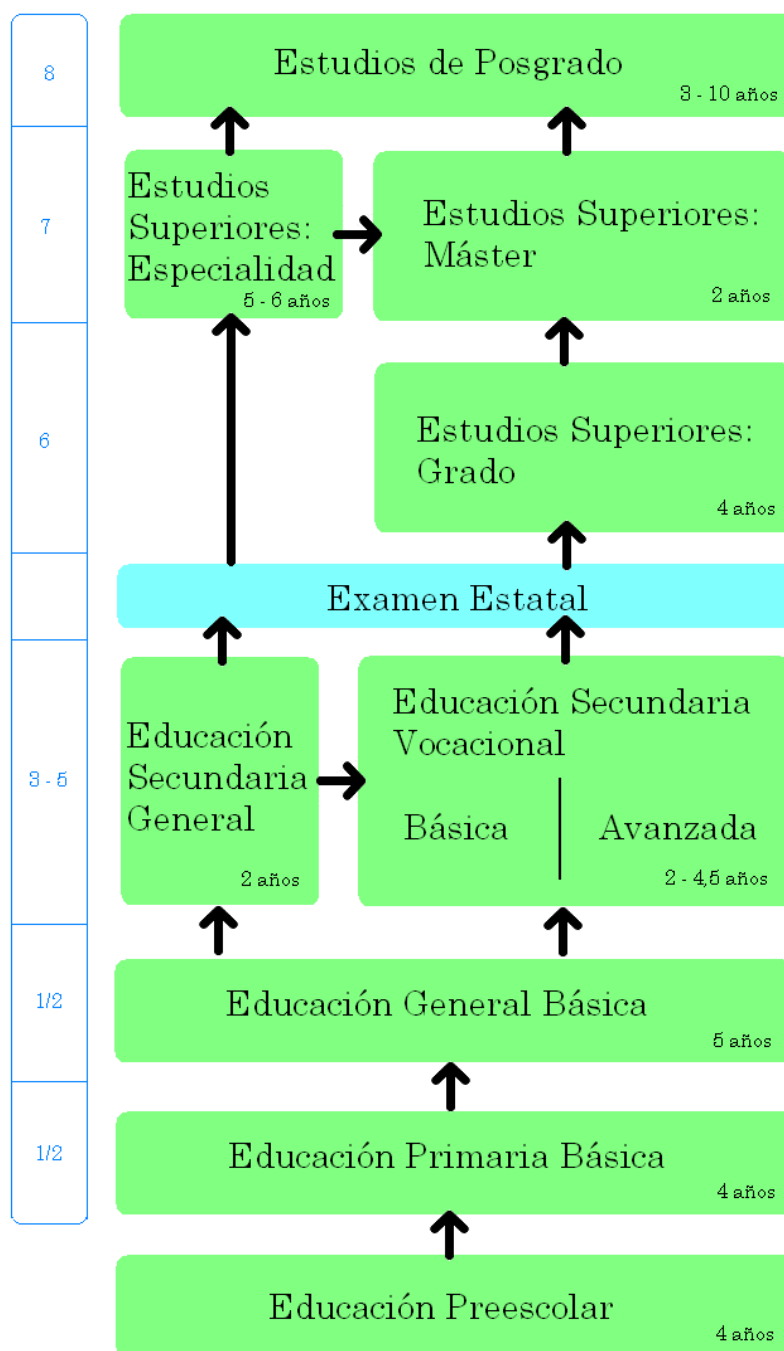 8
Estudios de Posgrado
3 - 10 años
7
Estudios
Superiores:
Especialidad
5 - 6 años
Estudios Superiores:
Máster
2 años
6
Estudios Superiores:
Grado
4 años
Examen Estatal
3 - 5
Educación
Secundaria
General
2 años
Educación Secundaria
Vocacional
Básica
Avanzada
2 - 4,5 años
1/2
Educación General Básica
5 años
1/2
Educación Primaria Básica
4 años
Educación Preescolar
4 años